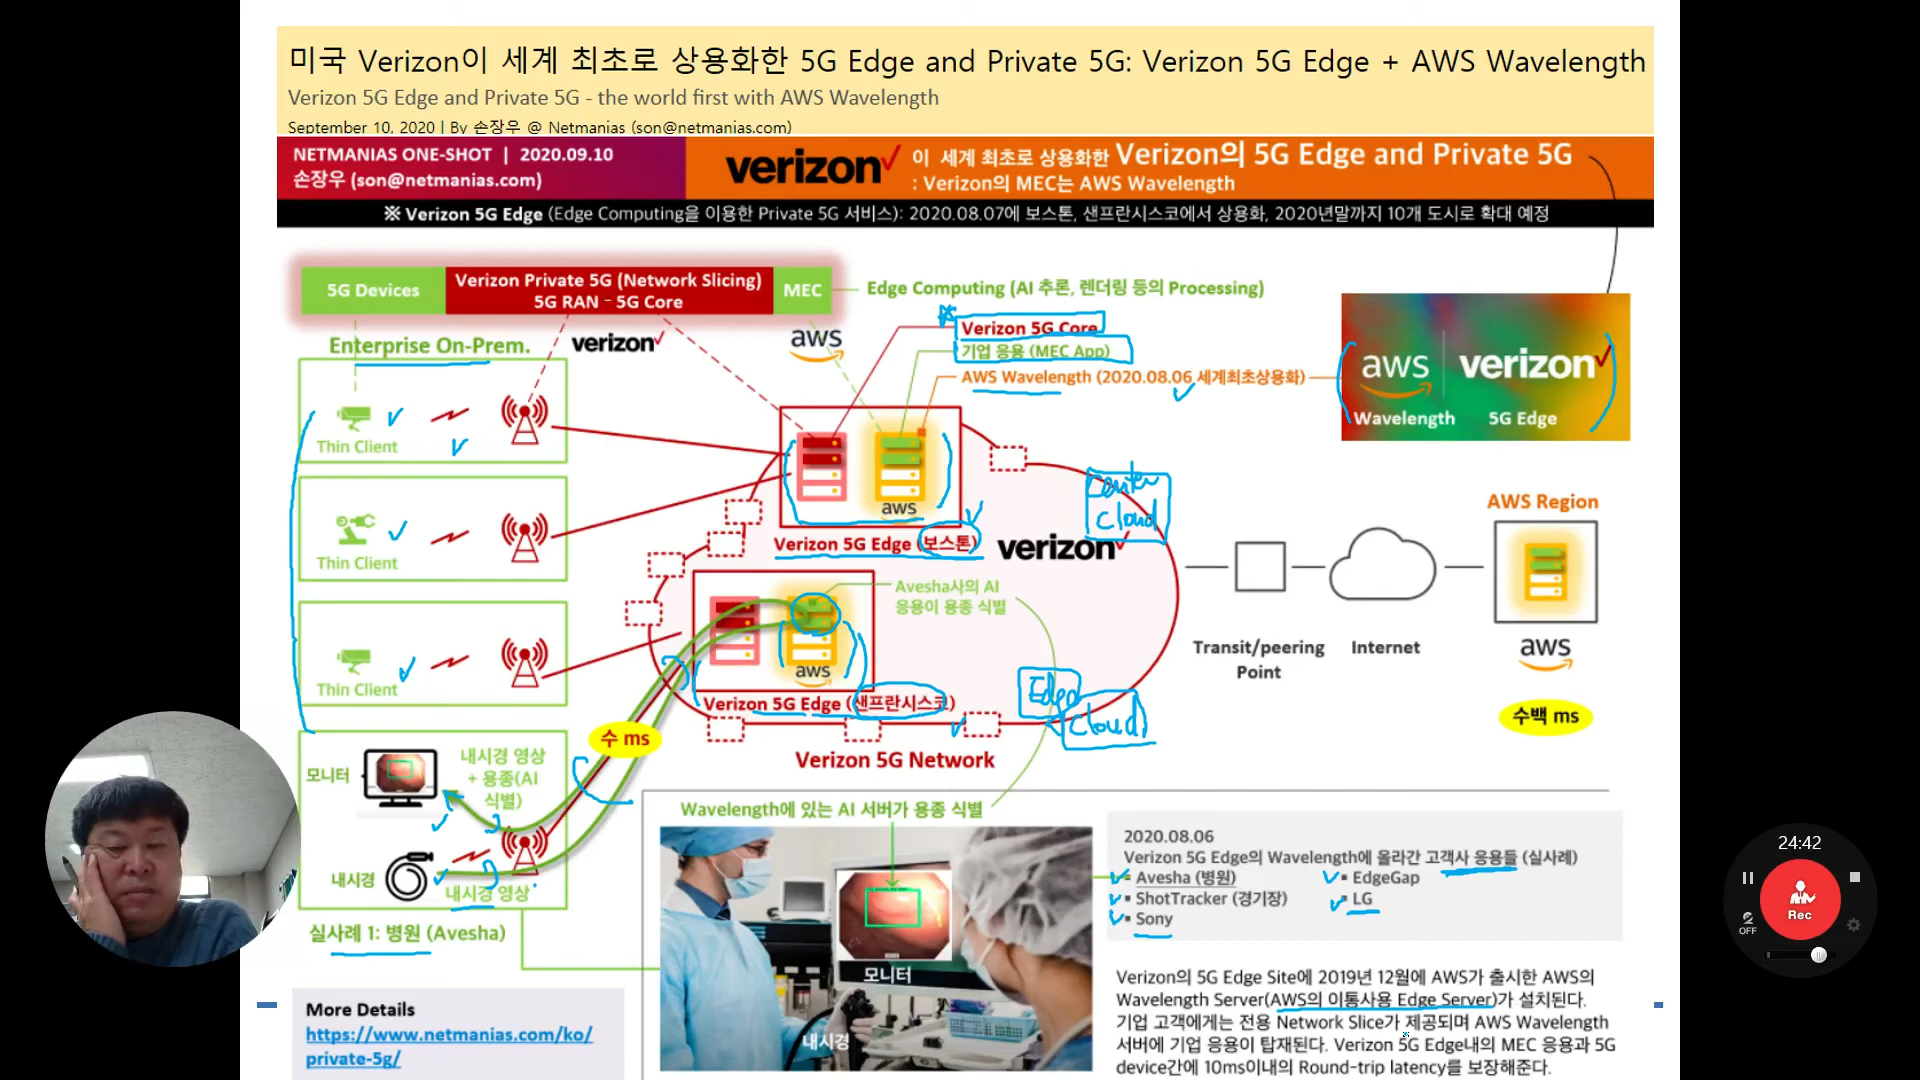 미국 Verizon이 세계 최초로 상용화한 5G Edge and Private 5G: Verizon 5G Edge + AWS Wavelength
Verizon 5G Edge and Private 5G - the world first with AWS Wavelength
September 10, 2020 | By 손장우 @ Netmanias (son@netmanias.com)
NETMANIAS ONE-SHOT | 2020.09.10
손장우 (son@netmanias.com)
verizon
이 세계 최초로 상용화한 Verizon의 5G Edge and Private 5G
: Verizon의 MEC는 AWS Wavelength
※ Verizon 5G Edge (Edge Computing을 이용한 Private 5G 서비스): 2020.08.07에 보스톤, 샌프란시스코에서 상용화, 2020년말까지 10개 도시로 확대 예정
5G Devices
Verizon Private 5G (Network Slicing)
5G RAN – 5G Core
MEC
Edge Computing (AI 추론, 렌더링 등의 Processing)
Enterprise On-Prem.
verizon
aws
Verizon 5G Core
기업 응용 (MEC App)
AWS Wavelength (2020.08.06 세계최초상용화)
aws
verizon
Wavelength
5G Edge
Thin Client
aws
Verizon 5G Edge (보스톤)
Center
Cloud
verizon
AWS Region
Thin Client
Avesha사의 AI
응용이 용종 식별
Transit/peering
Point
Internet
aws
Thin Client
aws
Verizon 5G Edge (샌프란시스코)
Edge
Cloud
수백 ms
수 ms
Verizon 5G Network
모니터
내시경 영상
+ 용종(AI
식별)
내시경
내시경 영상
실사례 1: 병원 (Avesha)
Wavelength에 있는 AI 서버가 용종 식별
모니터
내시경
2020.08.06
Verizon 5G Edge의 Wavelength에 올라간 고객사 응용들 (실사례)
▪ Avesha (병원)
▪ EdgeGap
▪ ShotTracker (경기장)
▪ LG
▪ Sony
Verizon의 5G Edge Site에 2019년 12월에 AWS가 출시한 AWS의
Wavelength Server(AWS의 이통사용 Edge Server)가 설치된다.
기업 고객에게는 전용 Network Slice가 제공되며 AWS Wavelength
서버에 기업 응용이 탑재된다. Verizon 5G Edge내의 MEC 응용과 5G
device간에 10ms이내의 Round-trip latency를 보장해준다.
More Details
https://www.netmanias.com/ko/
private-5g/
24:42
Rec
OFF